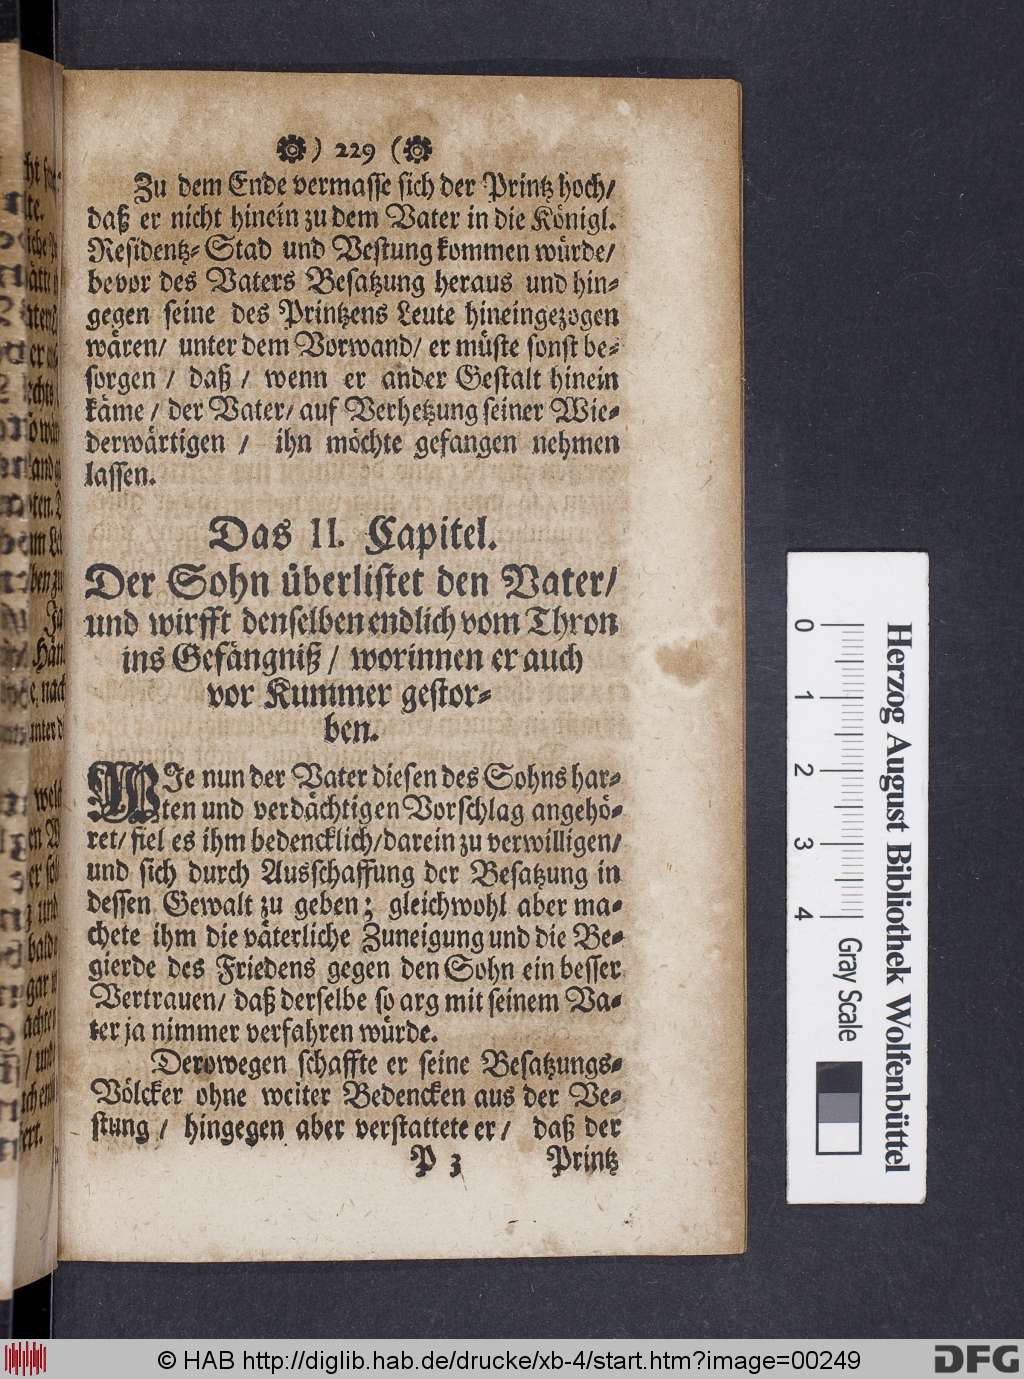 ) 229 (
Zu dem Ende vermasse sich der Printz hoch/
daß er nicht hinein zu dem Vater in die Königl.
Residentz-Stad und Vestung kommen würde/
bevor des Vaters Besatzung heraus und hin-
gegen seine des Printzens Leute hineingezogen
wären/ unter dem Vorwand/ er müste sonst be-
sorgen / daß / wenn er ander Gestalt hinein
käme / der Vater/ auf Verhetzung seiner Wie-
derwärtigen / ihn möchte gefangen nehmen
lassen.
Das II. Capitel.
Der Sohn überlistet den Vater/
und wirfft denselben endlich vom Thron
ins Gefängniß / worinnen er auch
vor Kummer gestor-
ben.
WIe nun der Vater diesen des Sohns har-
ten und verdächtigen Vorschlag angehö-
ret/ fiel es ihm bedencklich/ darein zu verwilligen/
und sich durch Ausschaffung der Besatzung in
dessen Gewalt zu geben; gleichwohl aber ma-
chete ihm die väterliche Zuneigung und die Be-
gierde des Friedens gegen den Sohn ein besser
Vertrauen/ daß derselbe so arg mit seinem Va-
ter ja nimmer verfahren würde.
Derowegen schaffte er seine Besatzungs-
Völcker ohne weiter Bedencken aus der Ve-
stung / hingegen aber verstattete er / daß der
P 3 Printz
0 1 2 3 4
Herzog August Bibliothek Wolfenbüttel
Gray Scale
© HAB http://diglib.hab.de/drucke/xb-4/start.htm?image=00249
DFG